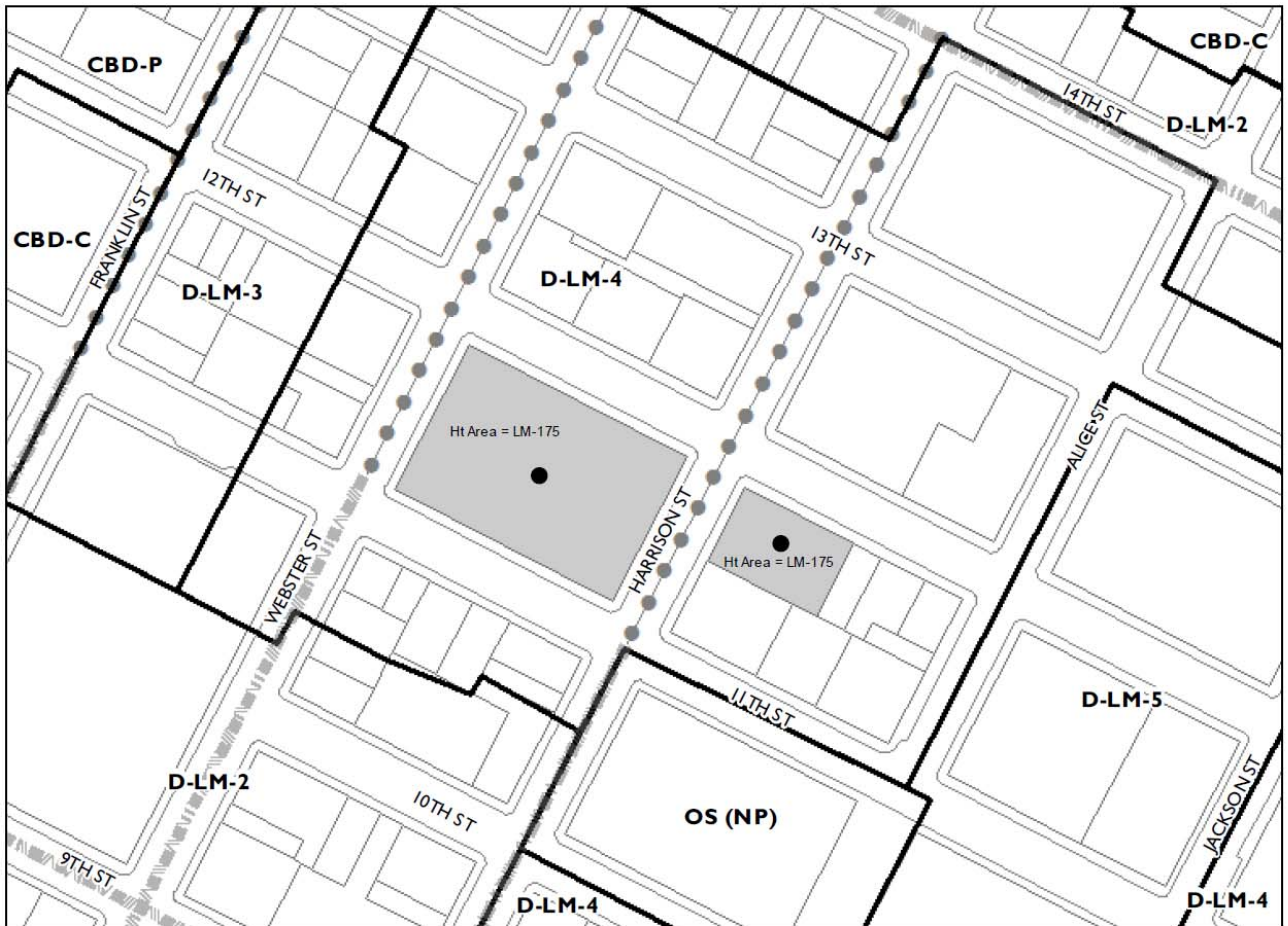 CBD-P
CBD-C
14TH ST
D-LM-2
12TH ST
FRANKLIN ST
CBD-C
13TH ST
D-LM-4
D-LM-3
Ht Area = LM-175
ALICE ST
HARRISON ST
Ht Area = LM-175
WEBSTER ST
D-LM-5
11TH ST
D-LM-2
10TH ST
OS (NP)
JACKSON ST
9TH ST
D-LM-4
D-LM-4